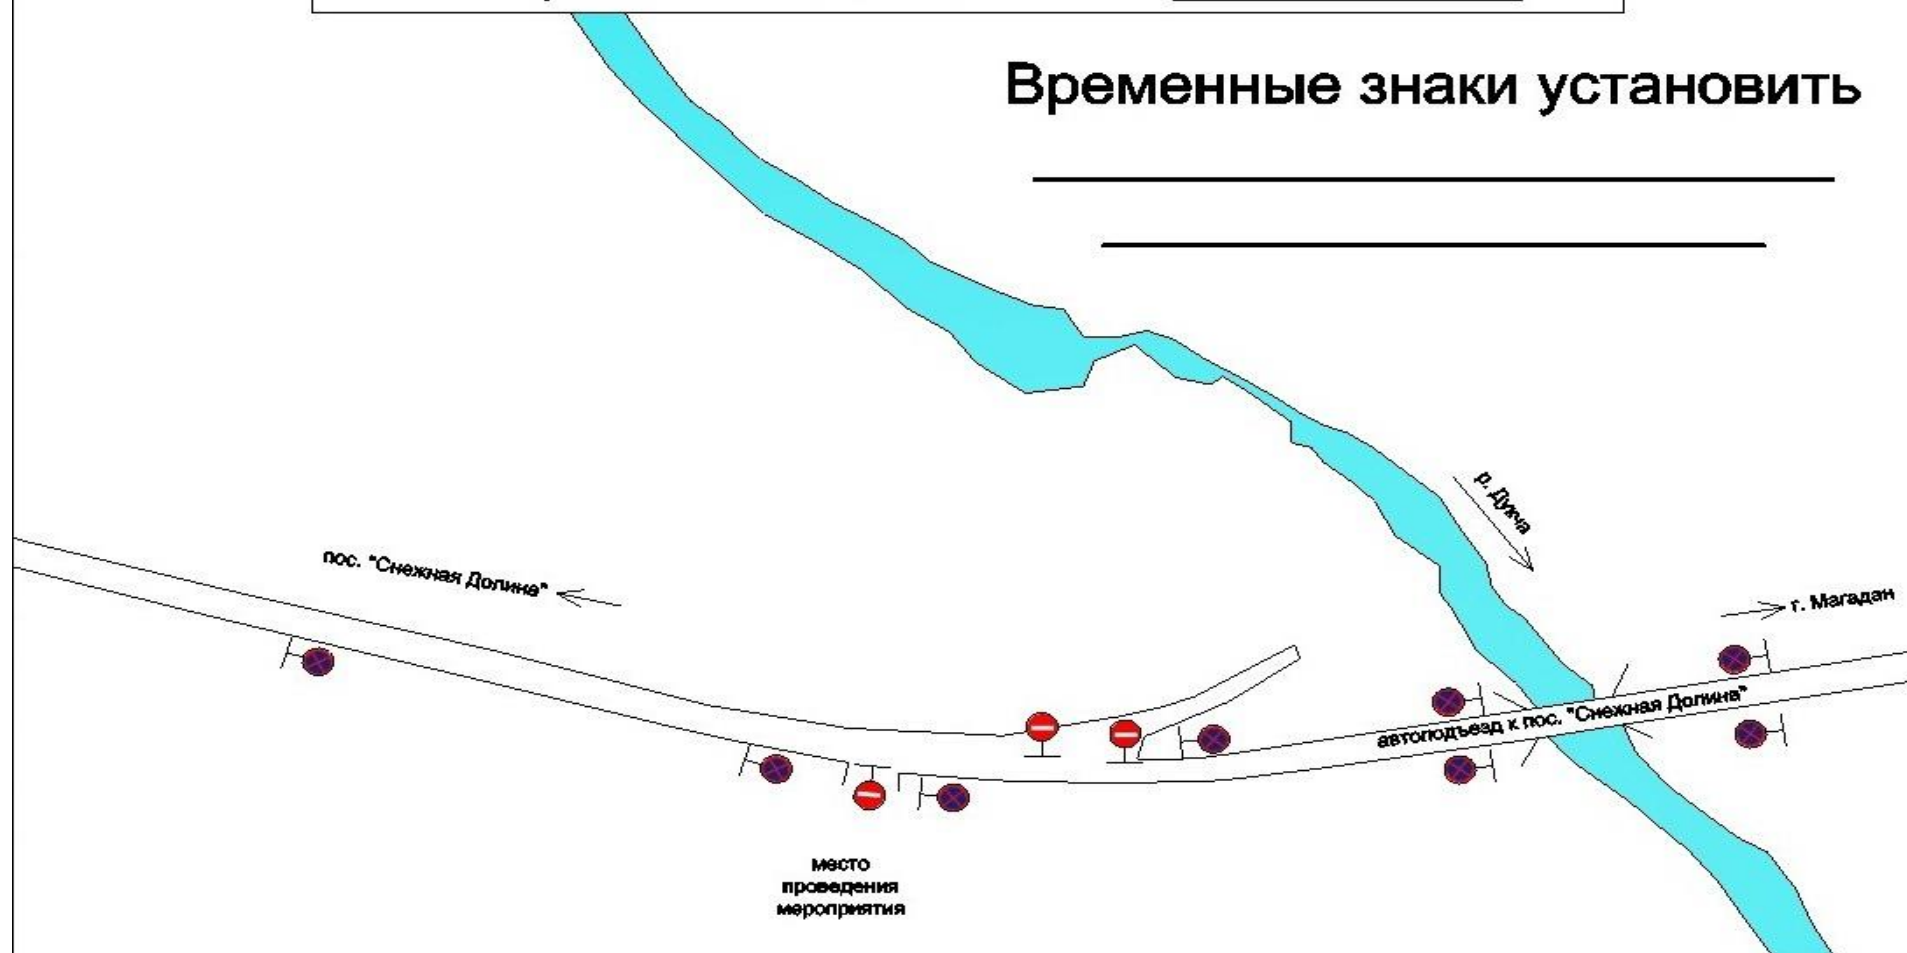 Временные знаки установить
р. Дукча
пос. "Снежная Долина"
г. Магадан
автоподъезд к пос. "Снежная Долина"
место
проведения
мероприятия